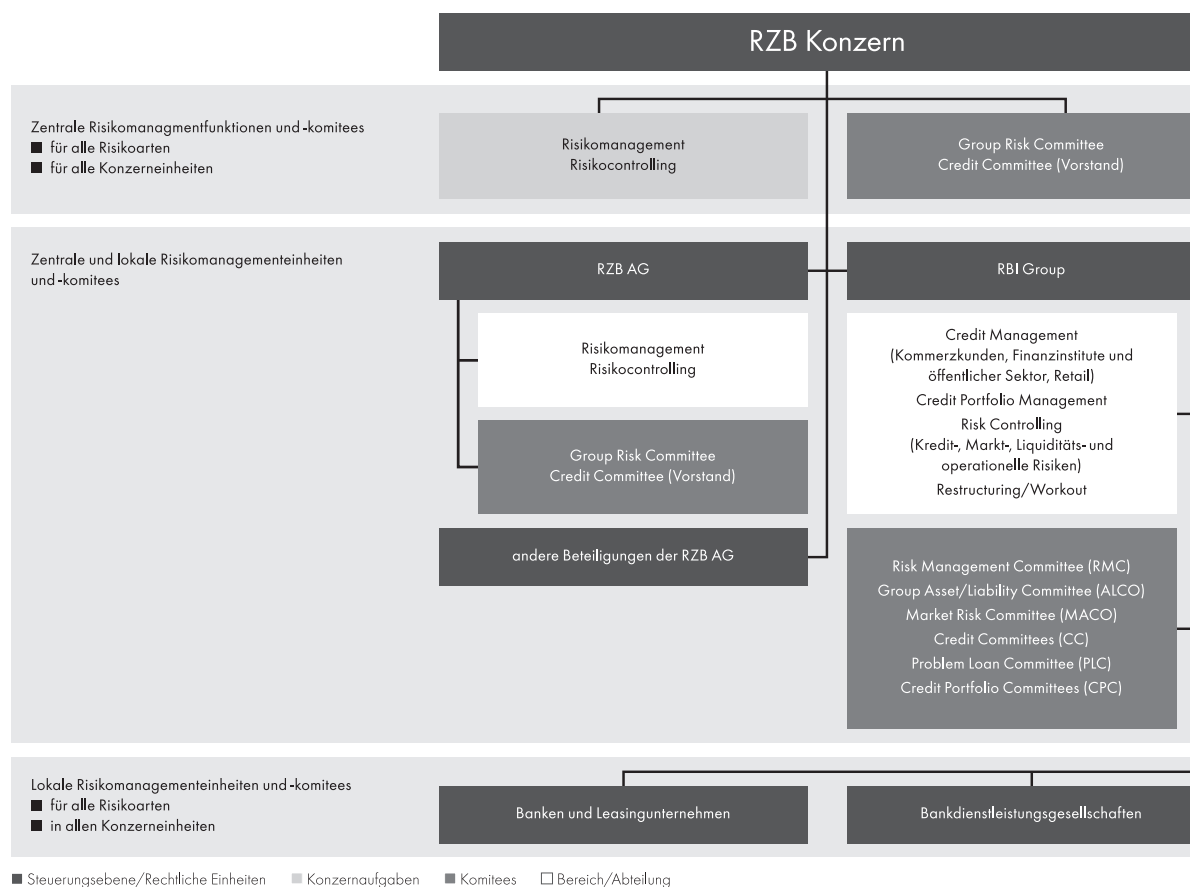 RZB Konzern
Zentrale Risikomanagmentfunktionen und -komitees
für alle Risikoarten
für alle Konzerneinheiten
Risikomanagement
Risikocontrolling
Group Risk Committee
Credit Committee (Vorstand)
Zentrale und lokale Risikomanagementeinheiten
und -komitees
RZB AG
Risikomanagement
Risikocontrolling
Group Risk Committee
Credit Committee (Vorstand)
andere Beteiligungen der RZB AG
RBI Group
Credit Management
(Kommerzkunden, Finanzinstitute und
öffentlicher Sektor, Retail)
Credit Portfolio Management
Risk Controlling
(Kredit-, Markt-, Liquiditäts- und
operationelle Risiken)
Restructuring/Workout
Risk Management Committee (RMC)
Group Asset/Liability Committee (ALCO)
Market Risk Committee (MACO)
Credit Committees (CC)
Problem Loan Committee (PLC)
Credit Portfolio Committees (CPC)
Lokale Risikomanagementeinheiten und -komitees
für alle Risikoarten
in allen Konzerneinheiten
Banken und Leasingunternehmen
Bankdienstleistungsgesellschaften
Steuerungsebene/Rechtliche Einheiten Konzernaufgaben Komitees Bereich/Abteilung